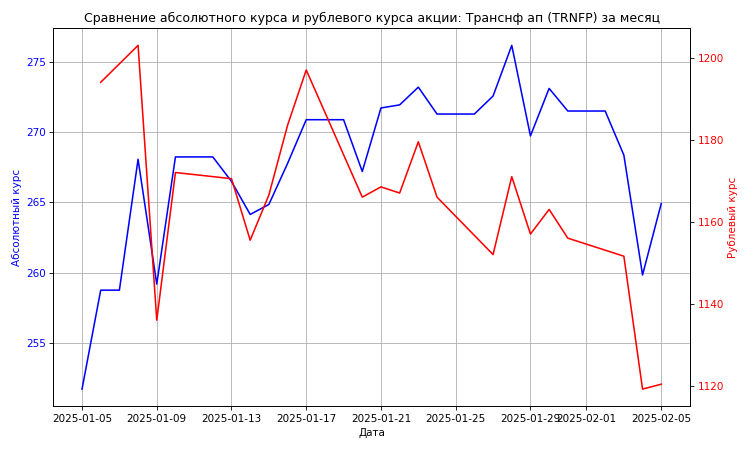 Сравнение абсолютного курса и рублевого курса акции: Транснф ап (TRNFP) за месяц
275
270
265
260
255
Абсолютный курс
1200
1180
1160
1140
1120
Рублевый курс
2025-01-05 2025-01-09 2025-01-13 2025-01-17 2025-01-21 2025-01-25 2025-01-29 2025-02-01 2025-02-05
Дата